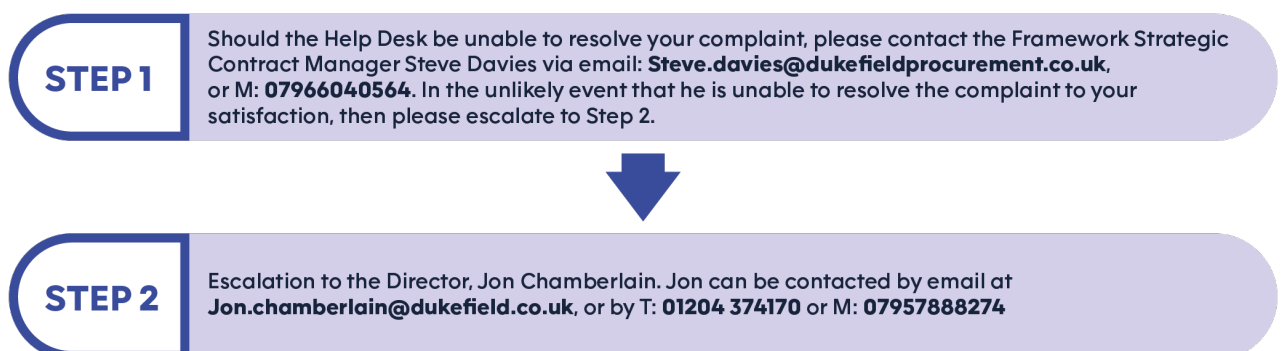 STEP 1
Should the Help Desk be unable to resolve your complaint, please contact the Framework Strategic
Contract Manager Steve Davies via email: Steve.davies@dukefieldprocurement.co.uk,
or M: 07966040564. In the unlikely event that he is unable to resolve the complaint to your
satisfaction, then please escalate to Step 2.
STEP 2
Escalation to the Director, Jon Chamberlain. Jon can be contacted by email at
Jon.chamberlain@dukefield.co.uk, or by T: 01204 374170 or M: 07957888274